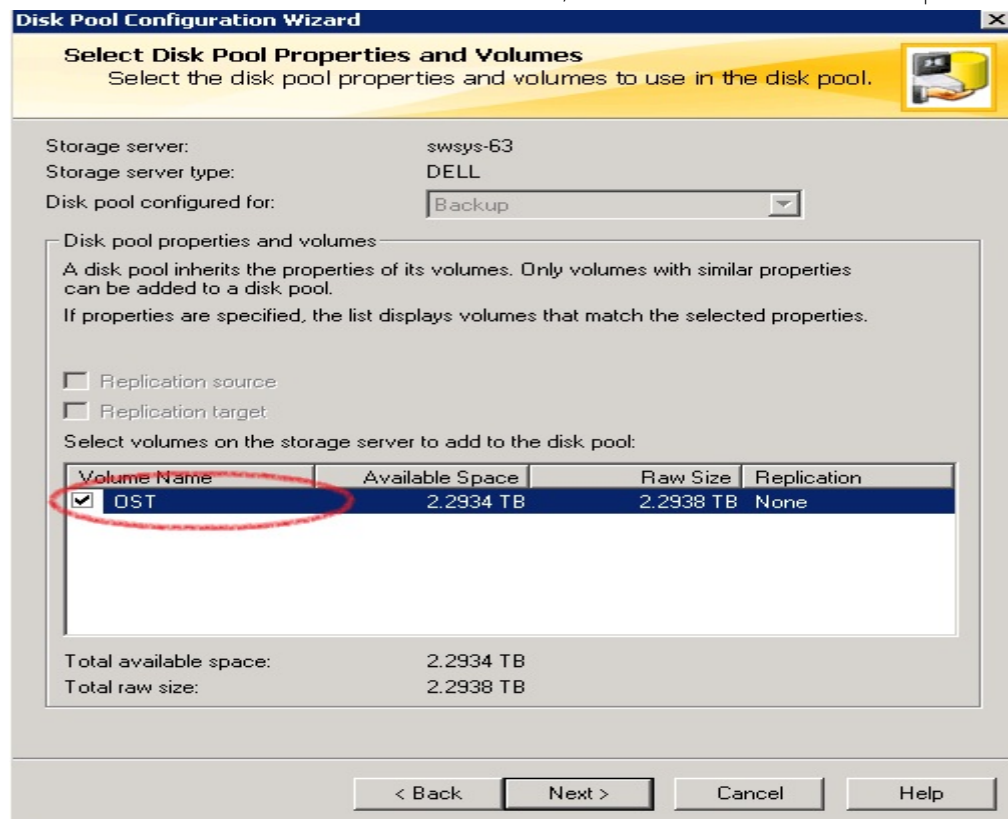 Disk Pool Configuration Wizard
Select Disk Pool Properties and Volumes
Select the disk pool properties and volumes to use in the disk pool.
Storage server: swsys-63
Storage server type: DELL
Disk pool configured for: Backup
Disk pool properties and volumes
A disk pool inherits the properties of its volumes. Only volumes with similar properties
can be added to a disk pool.
If properties are specified, the list displays volumes that match the selected properties.
Replication source
Replication target
Select volumes on the storage server to add to the disk pool:
Volume Name Available Space Raw Size Replication
OST 2.2934 TB 2.2938 TB None
Total available space: 2.2934 TB
Total raw size: 2.2938 TB
< Back Next > Cancel Help